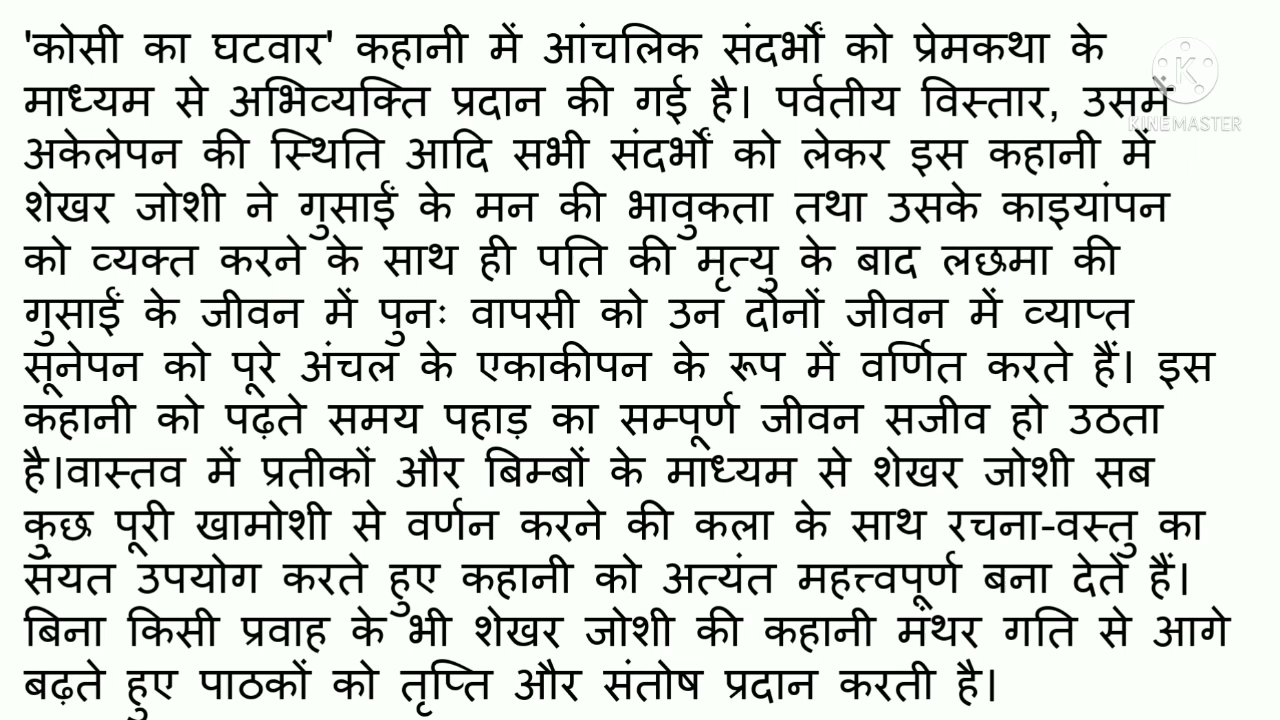 'कोसी का घटवार' कहानी में आंचलिक संदर्भों को प्रेमकथा के
माध्यम से अभिव्यक्ति प्रदान की गई है। पर्वतीय विस्तार, उसमें
KINEMASTER
अकेलेपन की स्थिति आदि सभी संदर्भों को लेकर इस कहानी में
शेखर जोशी ने गुसाईं के मन की भावुकता तथा उसके काइयांपन
को व्यक्त करने के साथ ही पति की मृत्यु के बाद लछमा की
गुसाईं के जीवन में पुनः वापसी को उन दोनों जीवन में व्याप्त
सूनेपन को पूरे अंचल के एकाकीपन के रूप में वर्णित करते हैं। इस
कहानी को पढ़ते समय पहाड़ का सम्पूर्ण जीवन सजीव हो उठता
है।वास्तव में प्रतीकों और बिम्बों के माध्यम से शेखर जोशी सब
कुछ पूरी खामोशी से वर्णन करने की कला के साथ रचना-वस्तु का
संयत उपयोग करते हुए कहानी को अत्यंत महत्त्वपूर्ण बना देते हैं।
बिना किसी प्रवाह के भी शेखर जोशी की कहानी मंथर गति से आगे
बढ़ते हुए पाठकों को तृप्ति और संतोष प्रदान करती है।